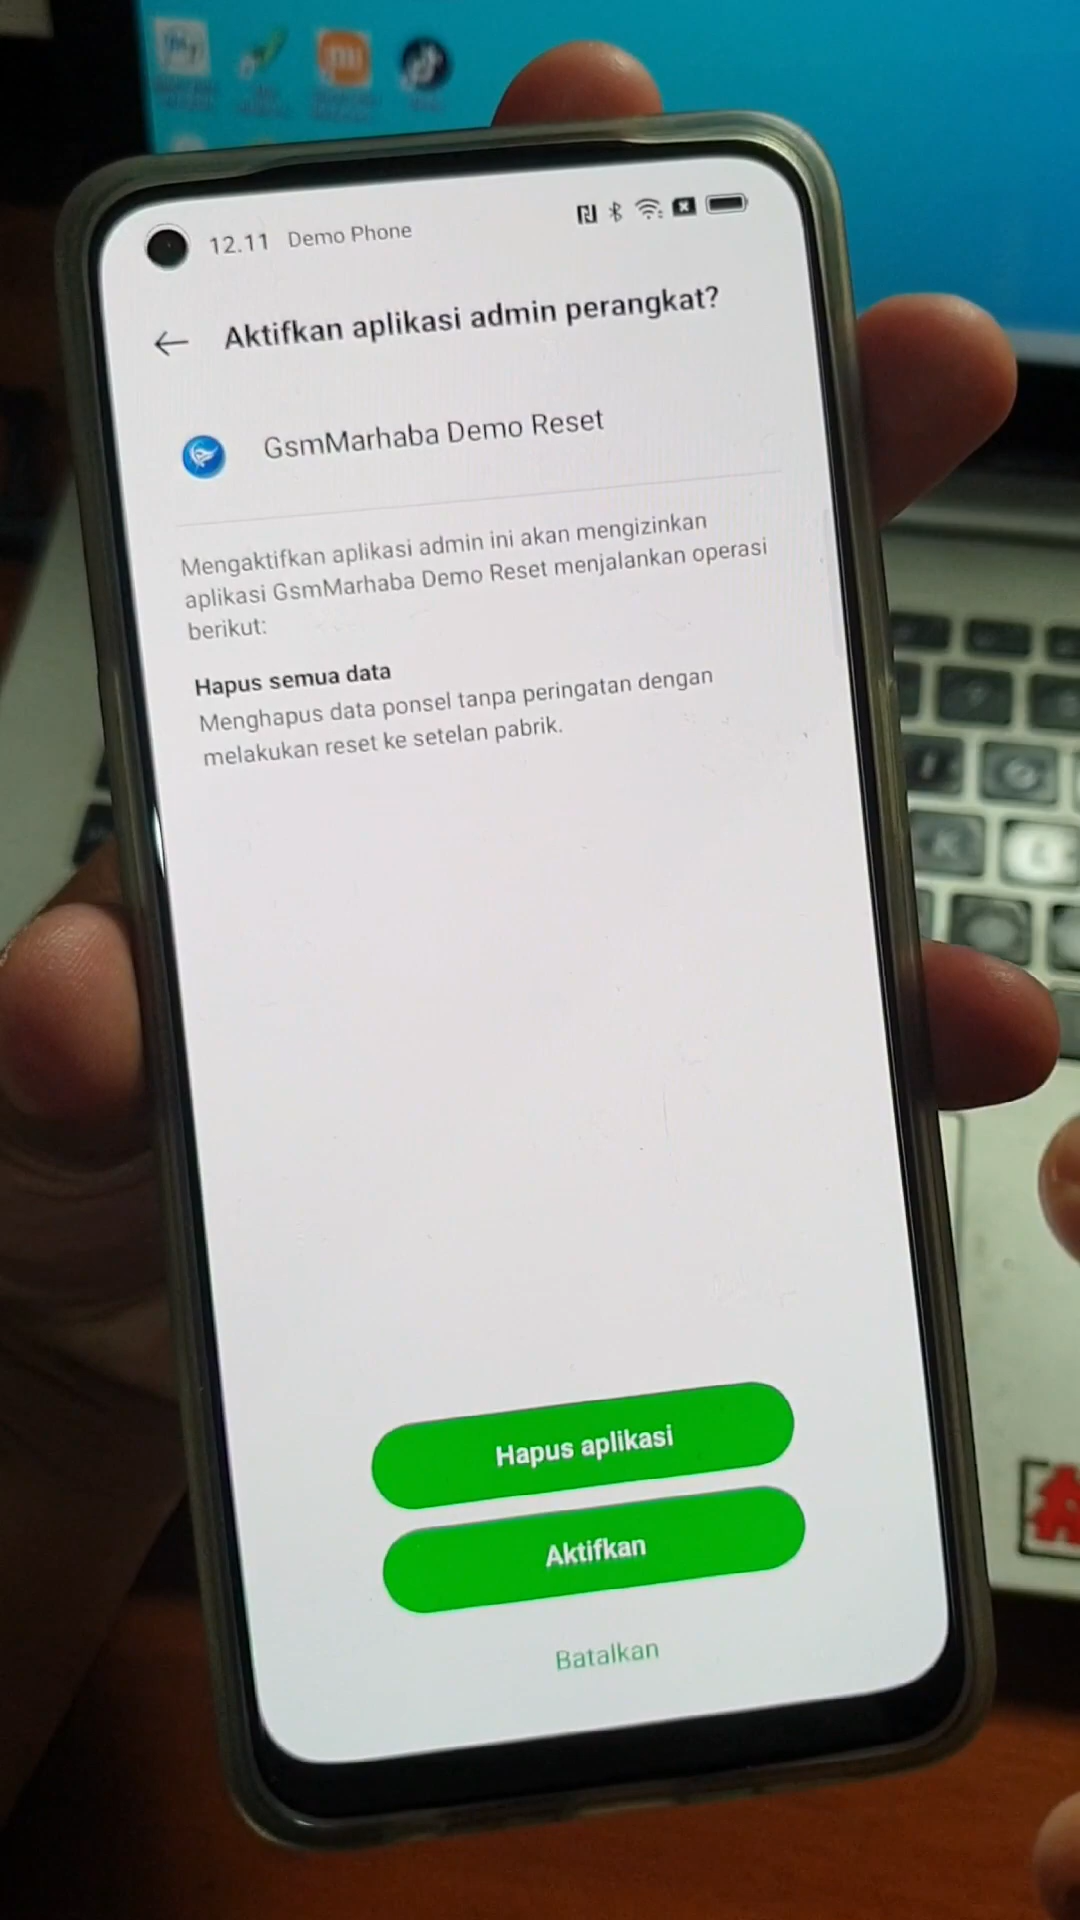 12.11 Demo Phone
Aktifkan aplikasi admin perangkat?
GsmMarhaba Demo Reset
Mengaktifkan aplikasi admin ini akan mengizinkan
aplikasi GsmMarhaba Demo Reset menjalankan operasi
berikut:
Hapus semua data
Menghapus data ponsel tanpa peringatan dengan
melakukan reset ke setelan pabrik.
Hapus aplikasi
Aktifkan
Batalkan